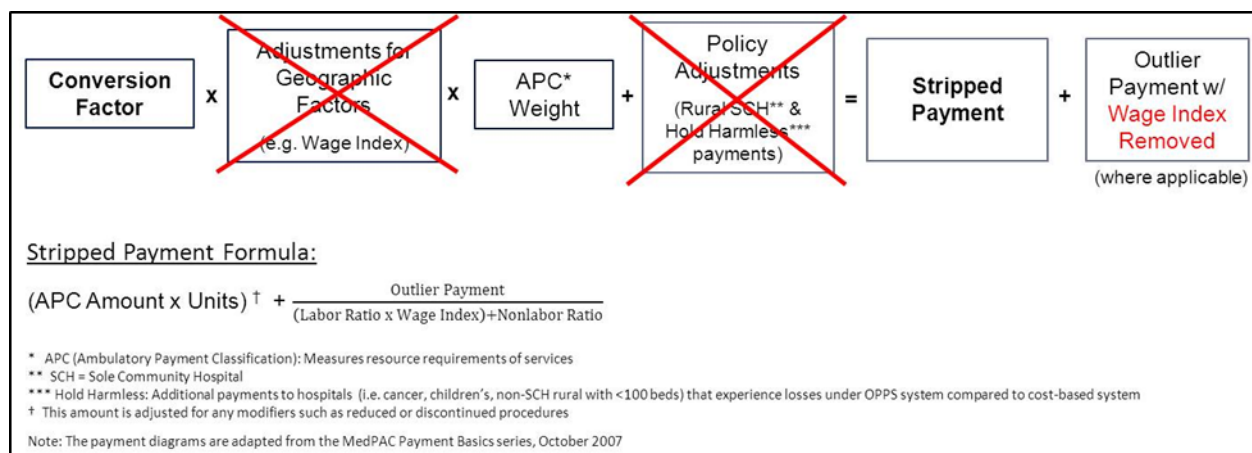 Conversion
Factor
x
Adjustments for
Geographic
Factors
(e.g. Wage Index)
x
APC*
Weight
+
Policy
Adjustments
(Rural SCH** &
Hold Harmless***
payments)
=
Stripped
Payment
+
Outlier
Payment w/
Wage Index
Removed
(where applicable)
Stripped Payment Formula:
(APC Amount x Units) † + Outlier Payment
(Labor Ratio x Wage Index)+Nonlabor Ratio
* APC (Ambulatory Payment Classification): Measures resource requirements of services
** SCH = Sole Community Hospital
*** Hold Harmless: Additional payments to hospitals (i.e. cancer, children's, non-SCH rural with <100 beds) that experience losses under OPPS system compared to cost-based system
† This amount is adjusted for any modifiers such as reduced or discontinued procedures
Note: The payment diagrams are adapted from the MedPAC Payment Basics series, October 2007